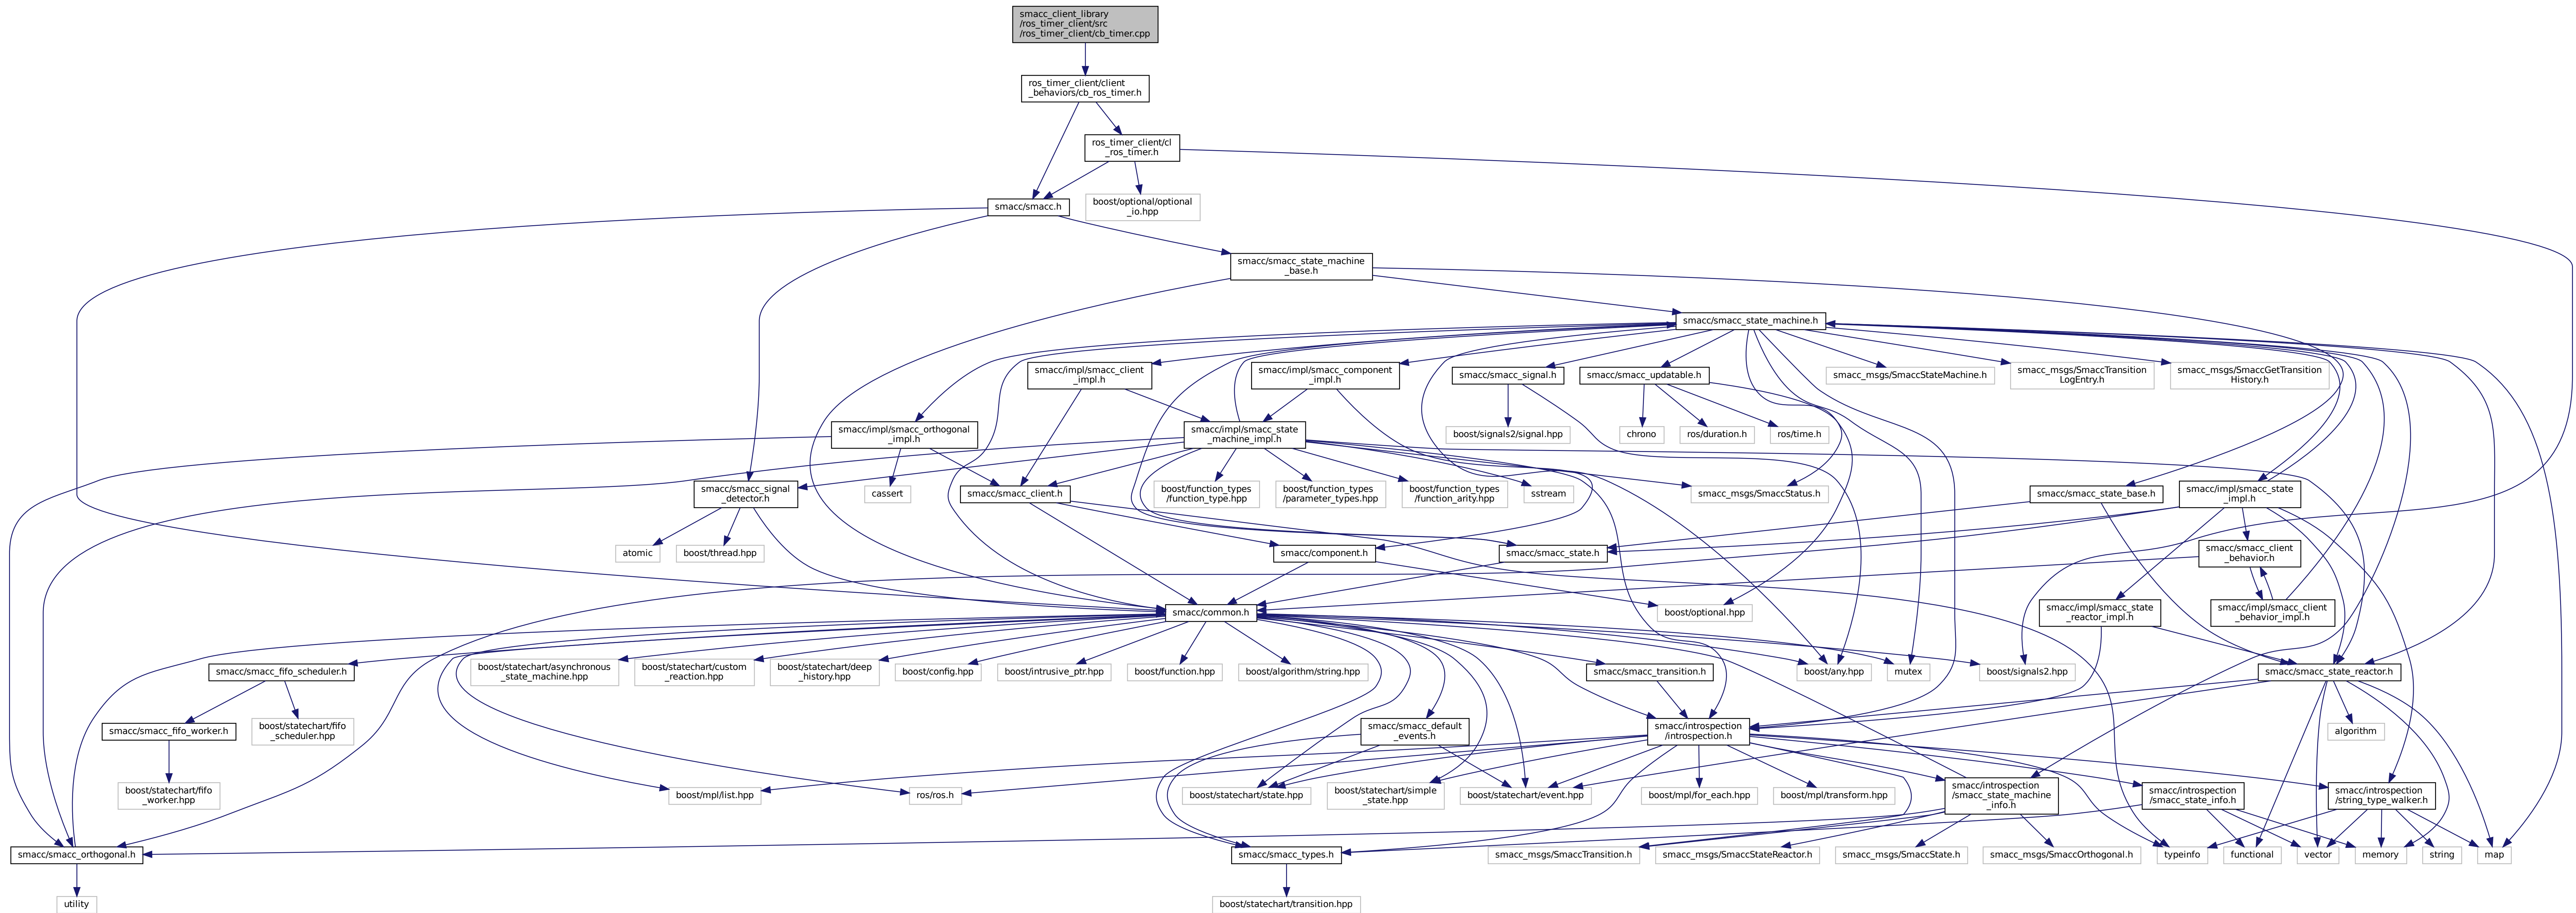 smacc_client_library
/ros_timer_client/src
/ros_timer_client/cb_timer.cpp
ros_timer_client/client
_behaviors/cb_ros_timer.h
ros_timer_client/cl
_ros_timer.h
smacc/smacc.h
boost/optional/optional
_io.hpp
smacc/smacc_state_machine
_base.h
smacc/smacc_state_machine.h
smacc/impl/smacc_client
_impl.h
smacc/impl/smacc_component
_impl.h
smacc/smacc_signal.h
smacc/smacc_updatable.h
smacc_msgs/SmaccStateMachine.h
smacc_msgs/SmaccTransition
LogEntry.h
smacc_msgs/SmaccGetTransition
History.h
smacc/impl/smacc_orthogonal
_impl.h
smacc/impl/smacc_state
_machine_impl.h
boost/signals2/signal.hpp
chrono
ros/duration.h
ros/time.h
smacc/smacc_signal
_detector.h
cassert
smacc/smacc_client.h
boost/function_types
/function_type.hpp
boost/function_types
/parameter_types.hpp
boost/function_types
/function_arity.hpp
sstream
smacc_msgs/SmaccStatus.h
smacc/smacc_state_base.h
smacc/impl/smacc_state
_impl.h
atomic
boost/thread.hpp
smacc/component.h
smacc/smacc_state.h
smacc/smacc_client
_behavior.h
smacc/common.h
boost/optional.hpp
smacc/impl/smacc_state
_reactor_impl.h
smacc/impl/smacc_client
_behavior_impl.h
smacc/smacc_fifo_scheduler.h
boost/statechart/asynchronous
_state_machine.hpp
boost/statechart/custom
_reaction.hpp
boost/statechart/deep
_history.hpp
boost/config.hpp
boost/intrusive_ptr.hpp
boost/function.hpp
boost/algorithm/string.hpp
smacc/smacc_transition.h
boost/any.hpp
mutex
boost/signals2.hpp
smacc/smacc_state_reactor.h
smacc/smacc_fifo_worker.h
boost/statechart/fifo
_scheduler.hpp
smacc/smacc_default
_events.h
smacc/introspection
/introspection.h
algorithm
boost/statechart/fifo
_worker.hpp
boost/mpl/list.hpp
ros/ros.h
boost/statechart/state.hpp
boost/statechart/simple
_state.hpp
boost/statechart/event.hpp
boost/mpl/for_each.hpp
boost/mpl/transform.hpp
smacc/introspection
/smacc_state_machine
_info.h
smacc/introspection
/smacc_state_info.h
smacc/introspection
/string_type_walker.h
smacc/smacc_orthogonal.h
smacc/smacc_types.h
smacc_msgs/SmaccTransition.h
smacc_msgs/SmaccStateReactor.h
smacc_msgs/SmaccState.h
smacc_msgs/SmaccOrthogonal.h
typeinfo
functional
vector
memory
string
map
utility
boost/statechart/transition.hpp